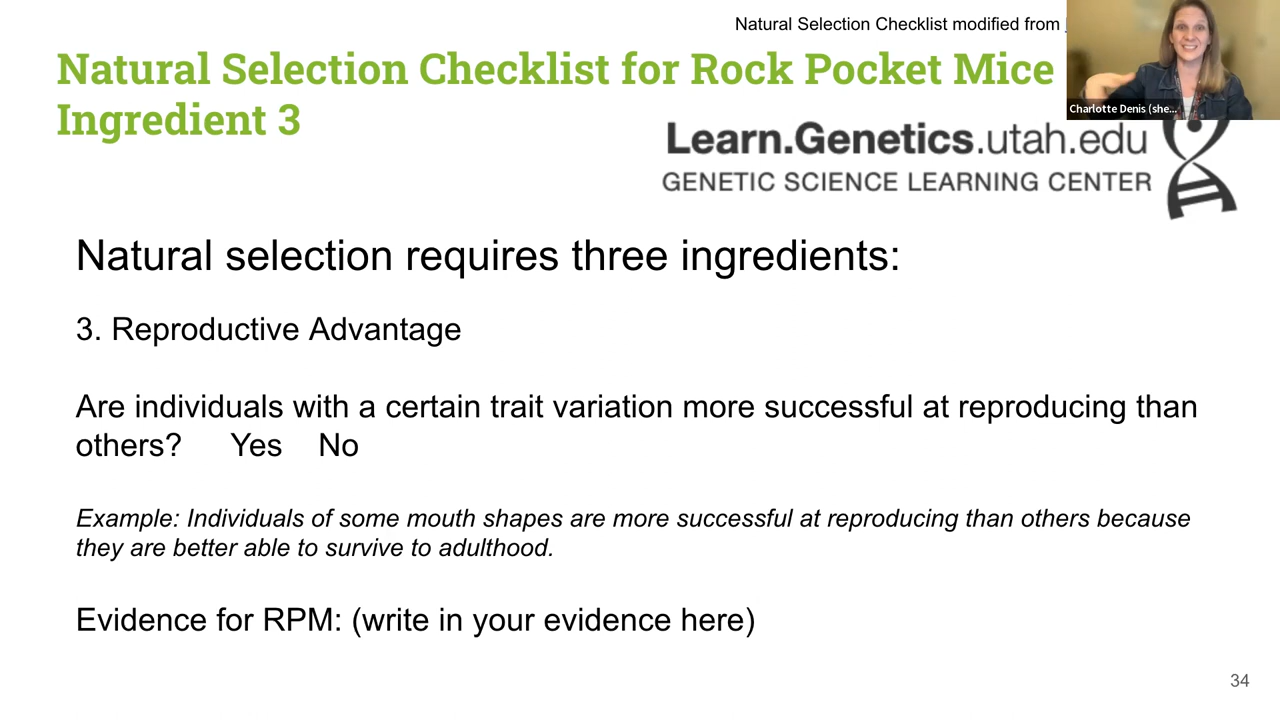 Natural Selection Checklist modified from
Natural Selection Checklist for Rock Pocket Mice
Ingredient 3
Charlotte Denis (she...
Learn.Genetics.utah.edu
GENETIC SCIENCE LEARNING CENTER
Natural selection requires three ingredients:
3. Reproductive Advantage
Are individuals with a certain trait variation more successful at reproducing than
others? Yes No
Example: Individuals of some mouth shapes are more successful at reproducing than others because
they are better able to survive to adulthood.
Evidence for RPM: (write in your evidence here)
34